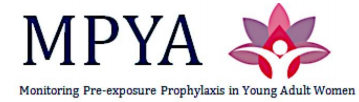 MPYA
Monitoring Pre-exposure Prophylaxis in Young Adult Women